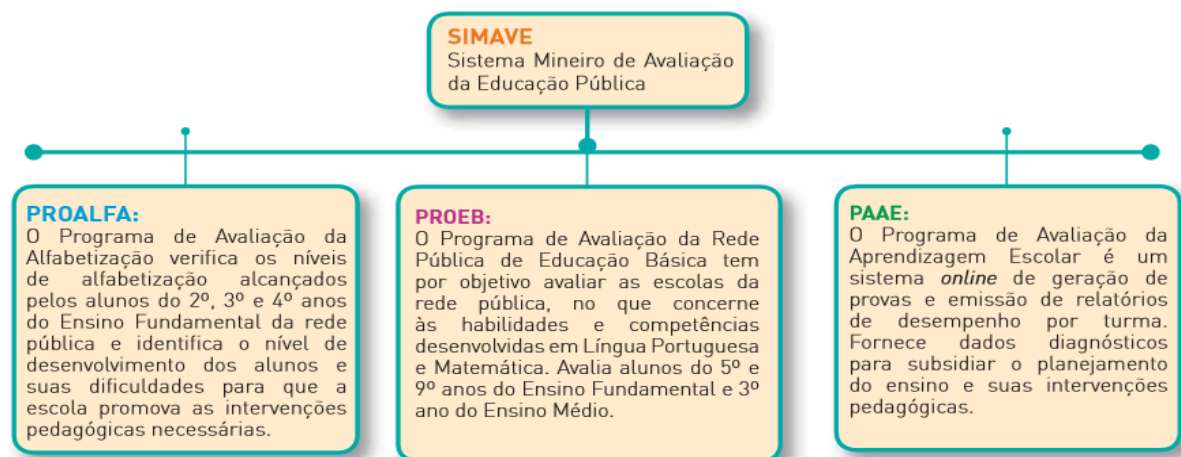 SIMAVE
Sistema Mineiro de Avaliação
da Educação Pública
PROALFA:
O Programa de Avaliação da
Alfabetização verifica os níveis
de alfabetização alcançados
pelos alunos do 2º, 3º e 4º anos
do Ensino Fundamental da rede
pública e identifica o nível de
desenvolvimento dos alunos e
suas dificuldades para que a
escola promova as intervenções
pedagógicas necessárias.
PROEB:
O Programa de Avaliação da Rede
Pública de Educação Básica tem
por objetivo avaliar as escolas da
rede pública, no que concerne
às habilidades e competências
desenvolvidas em Língua Portuguesa
e Matemática. Avalia alunos do 5º e
9º anos do Ensino Fundamental e 3º
ano do Ensino Médio.
PAAE:
O Programa de Avaliação da
Aprendizagem Escolar é um
sistema online de geração de
provas e emissão de relatórios
de desempenho por turma.
Fornece dados diagnósticos
para subsidiar o planejamento
do ensino e suas intervenções
pedagógicas.